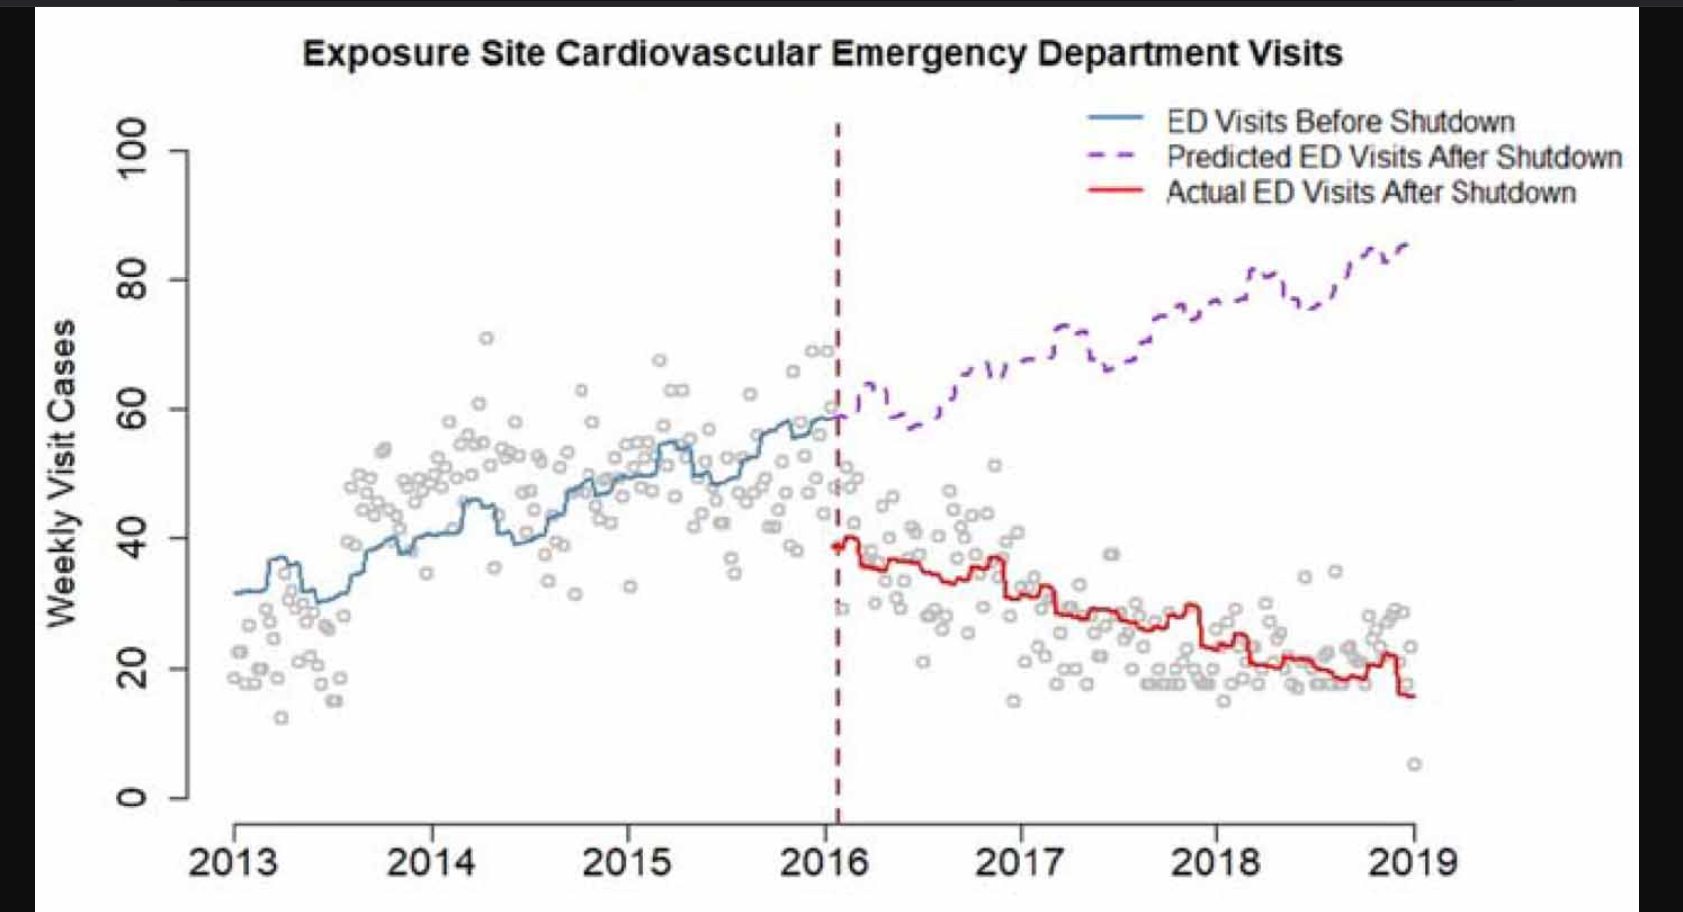 Exposure Site Cardiovascular Emergency Department Visits
ED Visits Before Shutdown
Predicted ED Visits After Shutdown
Actual ED Visits After Shutdown
Weekly Visit Cases
100
80
60
40
20
0
2013 2014 2015 2016 2017 2018 2019